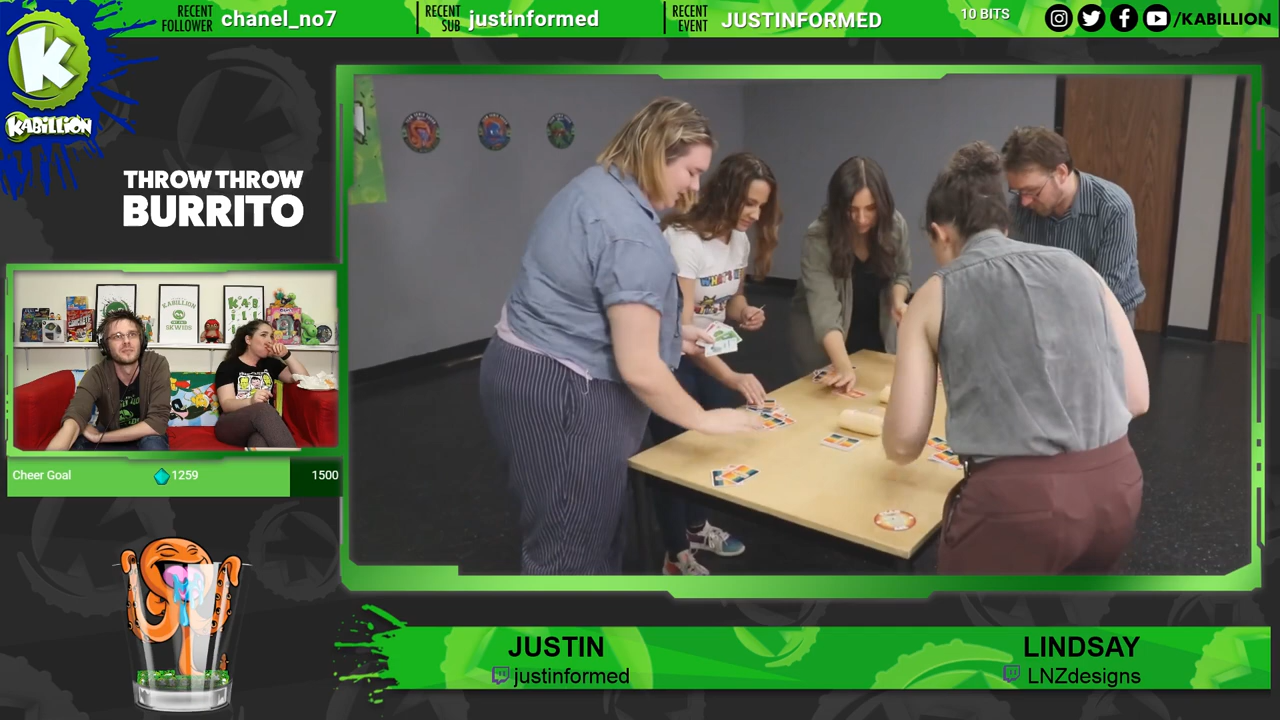 RECENT
FOLLOWER
chanel_no7
RECENT
SUB
justinformed
RECENT
EVENT
JUSTINFORMED
10 BITS
/KABILLION
K
KABILLION
THROW THROW
BURRITO
KABILLION
Cheer Goal
1259
1500
JUSTIN
justinformed
LINDSAY
LNZdesigns